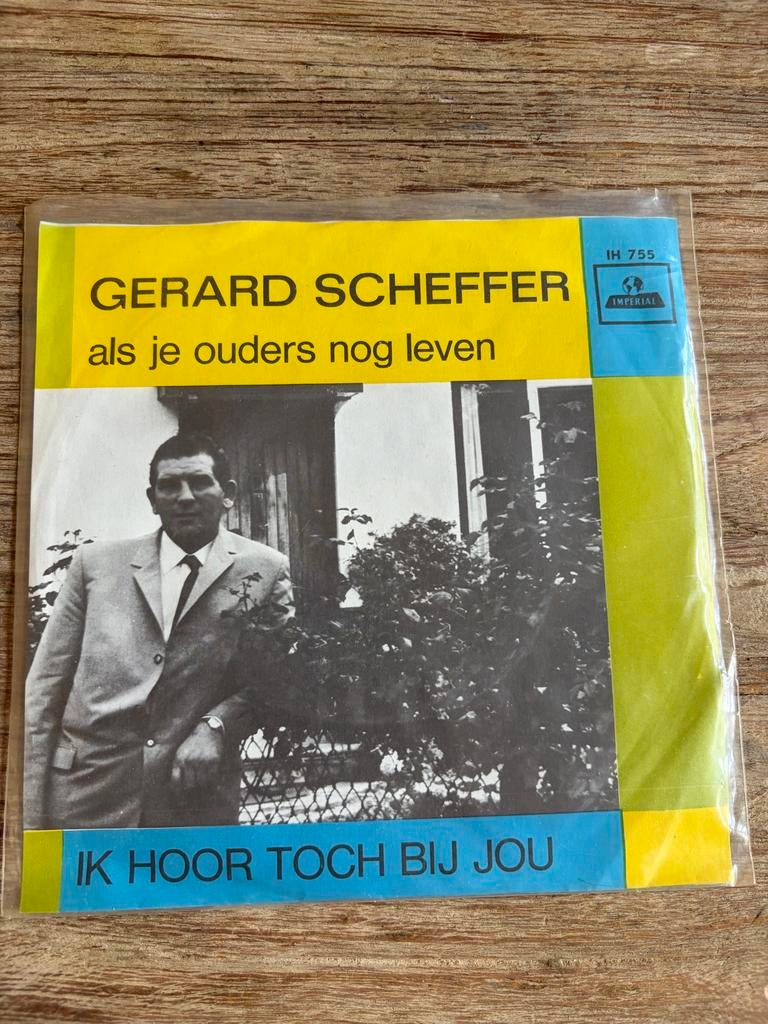 IH 755
IMPERIAL
GERARD SCHEFFER
als je ouders nog leven
IK HOOR TOCH BIJ JOU